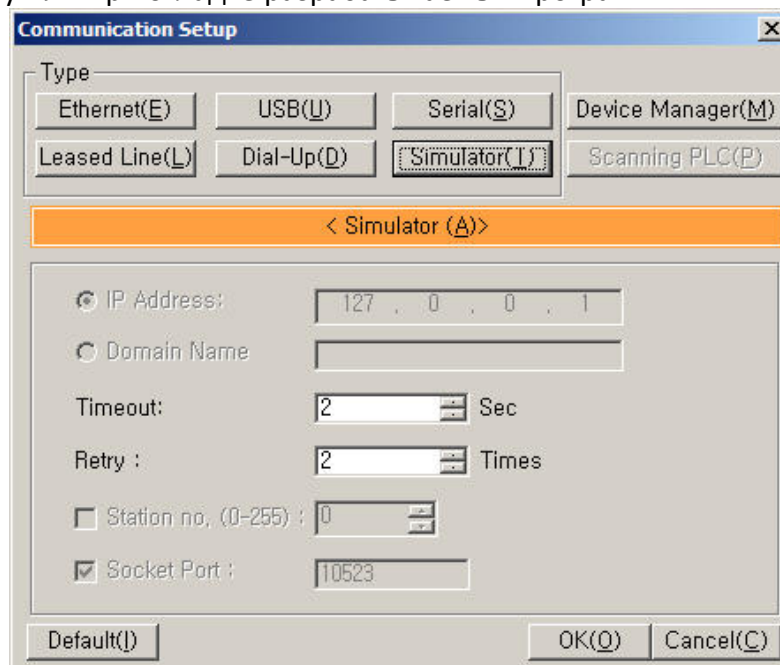 Communication Setup
Type
Ethernet(E) USB(U) Serial(S) Device Manager(M)
Leased Line(L) Dial-Up(D) Simulator(T) Scanning PLC(P)
< Simulator (A)>
IP Address: 127 . 0 . 0 . 1
Domain Name
Timeout: 2 Sec
Retry : 2 Times
Station no, (0-255) : 0
Socket Port : 10523
Default(I) OK(O) Cancel(C)